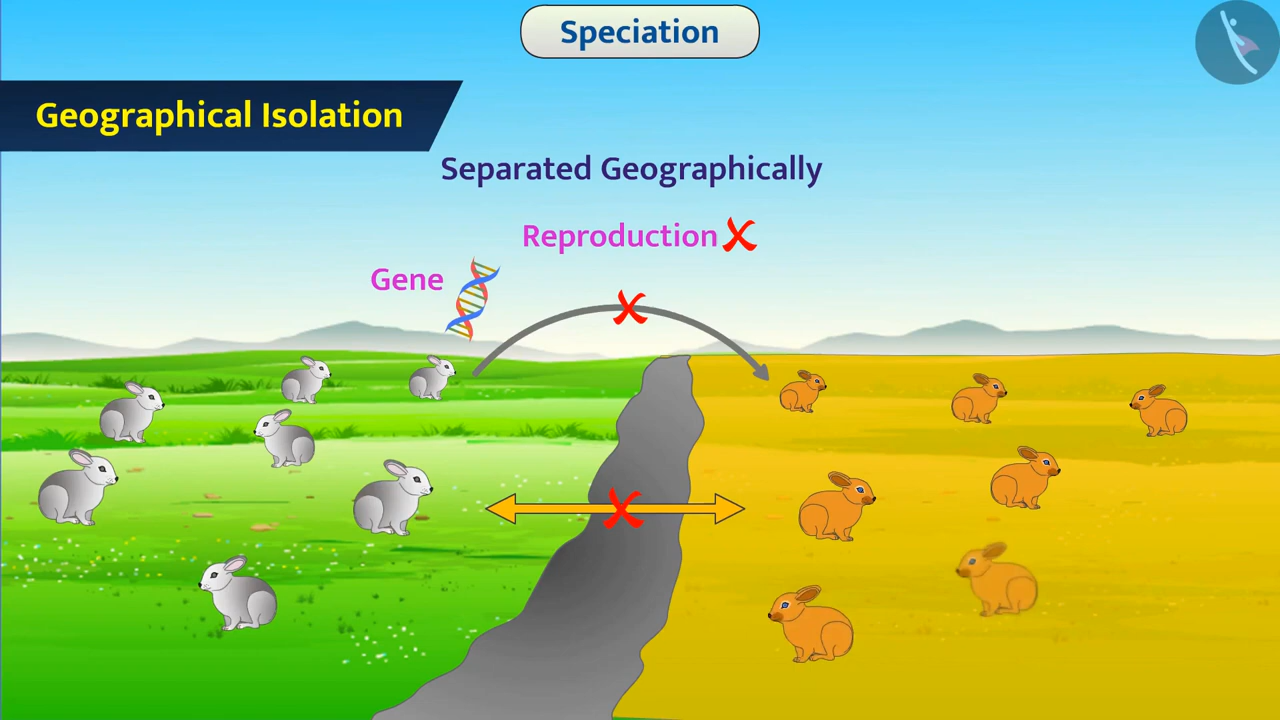 Speciation
Geographical Isolation
Separated Geographically
Reproduction
Gene